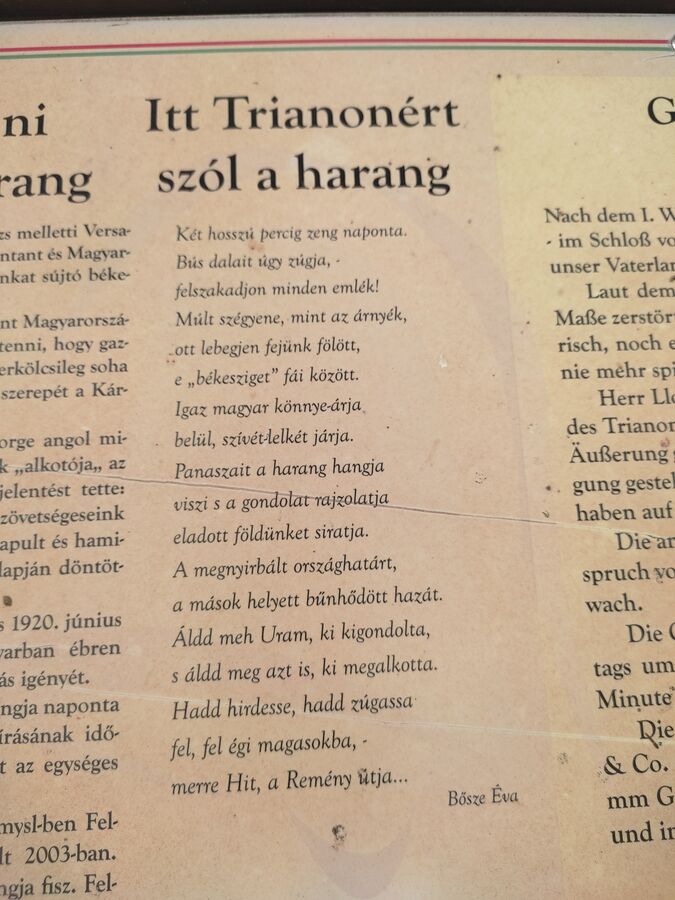 ni
rang
zs melletti Versa-
ntant és Magyar-
nkat sújtó béke-
nt Magyarorszá-
tenni, hogy gaz-
erkölcsileg soha
szerepét a Kár-
orge angol mi-
k „alkotója„ az
jelentést tette:
zövetségeseink
apult és hami-
lapján döntöt-
s 1920. június
varban ébren
ás igényét.
ngja naponta
írásának idő-
t az egységes
mysl-ben Fel-
lt 2003-ban.
ngja fisz. Fel-
Itt Trianonért
szól a harang
Két hosszú percig zeng naponta.
Bús dalait úgy zúgja, -
felszakadjon minden emlék!
Múlt szégyene, mint az árnyék,
ott lebegjen fejünk fölött,
e „békesziget” fái között.
Igaz magyar könnye-árja
belül, szívét-lelkét járja.
Panaszait a harang hangja
viszi s a gondolat rajzolatja
eladott földünket siratja.
A megnyirbált országhatárt,
a mások helyett bűnhődött hazát.
Áldd meh Uram, ki kigondolta,
s áldd meg azt is, ki megalkotta.
Hadd hirdesse, hadd zúgassa
fel, fel égi magasokba, -
merre Hit, a Remény útja...
Bősze Éva
G
Nach dem I. W
- im Schloß vo
unser Vaterlan
Laut dem
Maße zerstört
risch, noch e
nie mehr spi
Herr Llo
des Trianon
Äußerung g
gung gestel
haben auf
Die an
spruch vo
wach.
Die G
tags um
Minute
Die
& Co.
mm G
und in